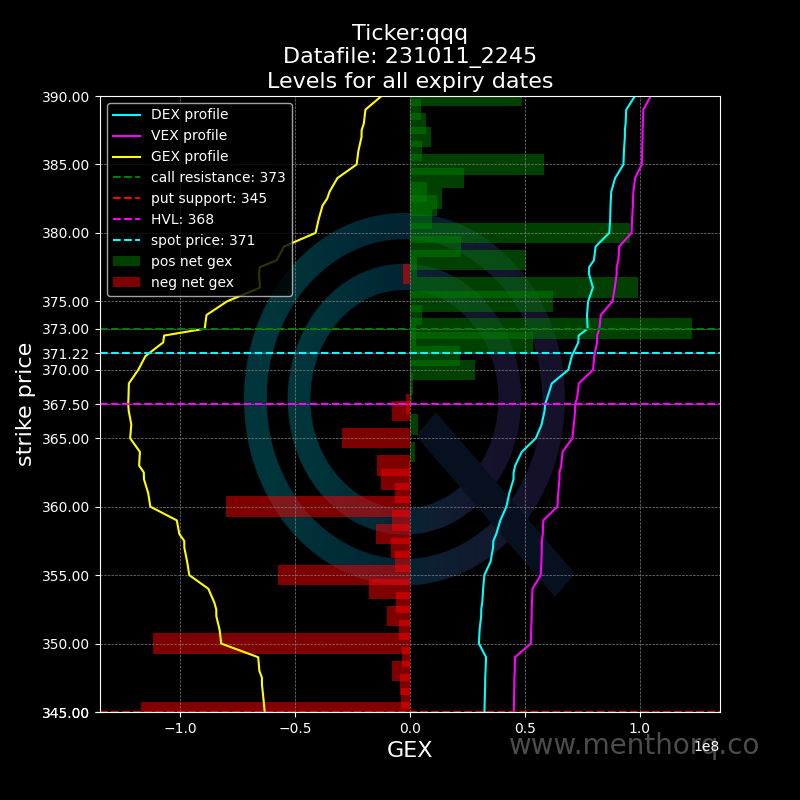 Ticker:qqq
Datafile: 231011_2245
Levels for all expiry dates
DEX profile
VEX profile
GEX profile
call resistance: 373
put support: 345
HVL: 368
spot price: 371
pos net gex
neg net gex
strike price
390.00
385.00
380.00
375.00
373.00
371.22
370.00
367.50
365.00
360.00
355.00
350.00
345.00
−1.0 −0.5 0.0 0.5 1.0
1e8
GEX
www.menthorq.co